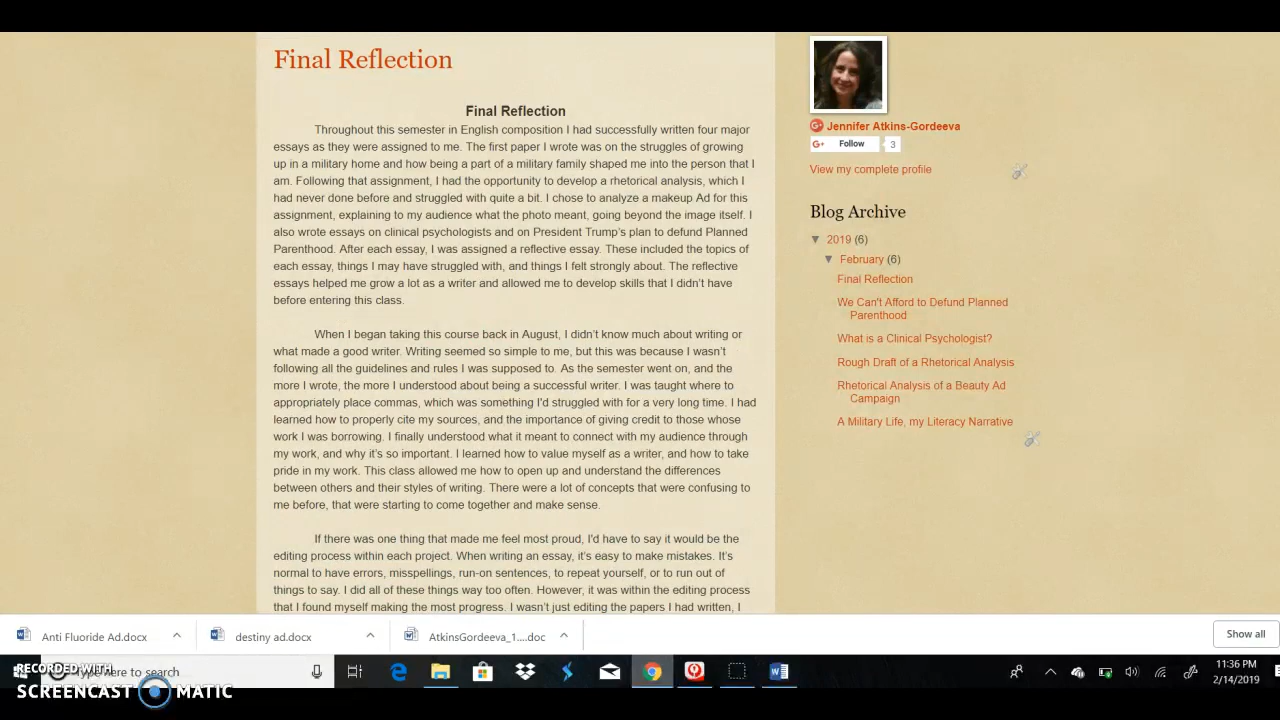 Final Reflection
Final Reflection
Throughout this semester in English composition I had successfully written four major
essays as they were assigned to me. The first paper I wrote was on the struggles of growing
up in a military home and how being a part of a military family shaped me into the person that I
am. Following that assignment, I had the opportunity to develop a rhetorical analysis, which I
had never done before and struggled with quite a bit. I chose to analyze a makeup Ad for this
assignment, explaining to my audience what the photo meant, going beyond the image itself. I
also wrote essays on clinical psychologists and on President Trump's plan to defund Planned
Parenthood. After each essay, I was assigned a reflective essay. These included the topics of
each essay, things I may have struggled with, and things I felt strongly about. The reflective
essays helped me grow a lot as a writer and allowed me to develop skills that I didn't have
before entering this class.
When I began taking this course back in August, I didn't know much about writing or
what made a good writer. Writing seemed so simple to me, but this was because I wasn't
following all the guidelines and rules I was supposed to. As the semester went on, and the
more I wrote, the more I understood about being a successful writer. I was taught where to
appropriately place commas, which was something I'd struggled with for a very long time. I had
learned how to properly cite my sources, and the importance of giving credit to those whose
work I was borrowing. I finally understood what it meant to connect with my audience through
my work, and why it's so important. I learned how to value myself as a writer, and how to take
pride in my work. This class allowed me how to open up and understand the differences
between others and their styles of writing. There were a lot of concepts that were confusing to
me before, that were starting to come together and make sense.
If there was one thing that made me feel most proud, I'd have to say it would be the
editing process within each project. When writing an essay, it's easy to make mistakes. It's
normal to have errors, misspellings, run-on sentences, to repeat yourself, or to run out of
things to say. I did all of these things way too often. However, it was within the editing process
that I found myself making the most progress. I wasn't just editing the papers I had written, I
Jennifer Atkins-Gordeeva
G+ Follow 3
View my complete profile
Blog Archive
▼ 2019 (6)
▼ February (6)
Final Reflection
We Can't Afford to Defund Planned
Parenthood
What is a Clinical Psychologist?
Rough Draft of a Rhetorical Analysis
Rhetorical Analysis of a Beauty Ad
Campaign
A Military Life, my Literacy Narrative
Anti Fluoride Ad.docx
destiny ad.docx
AtkinsGordeeva_1....doc
Show all
RECORDED WITH
SCREENCAST MATIC
ype here to search
11:36 PM
2/14/2019